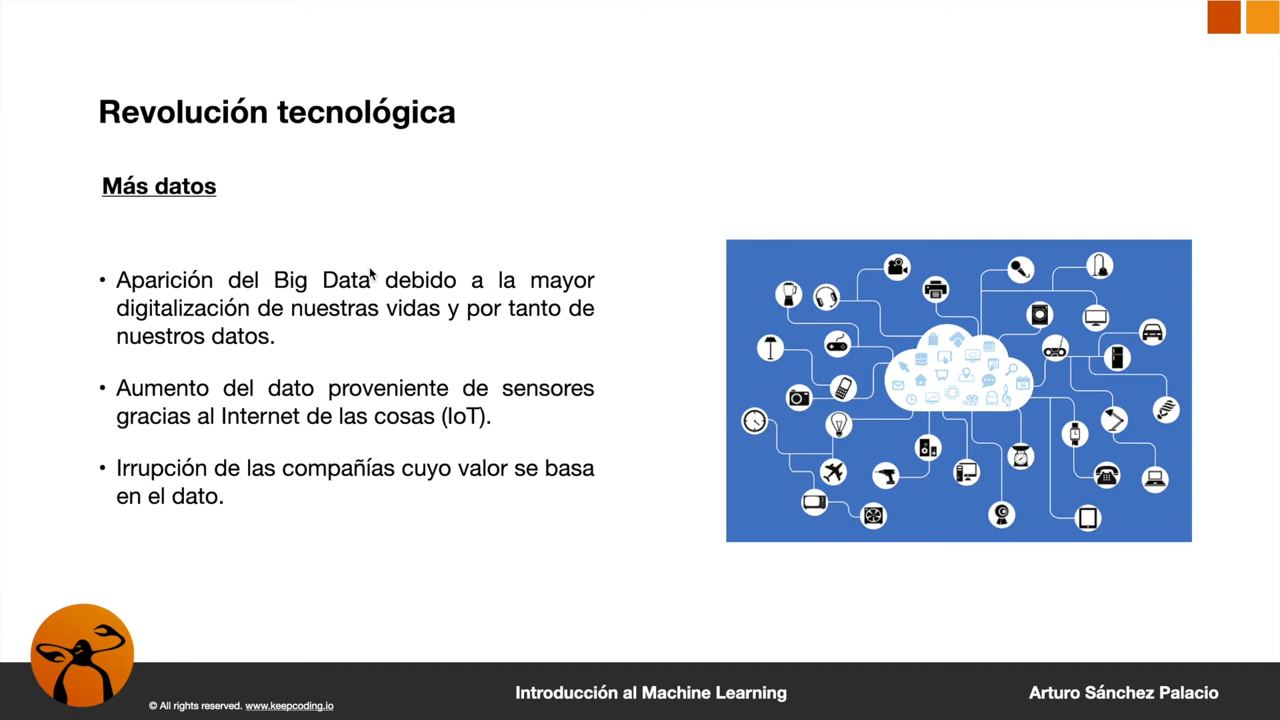 Revolución tecnológica
Más datos
• Aparición del Big Data debido a la mayor
digitalización de nuestras vidas y por tanto de
nuestros datos.
• Aumento del dato proveniente de sensores
gracias al Internet de las cosas (IoT).
• Irrupción de las compañías cuyo valor se basa
en el dato.
© All rights reserved. www.keepcoding.io
Introducción al Machine Learning
Arturo Sánchez Palacio